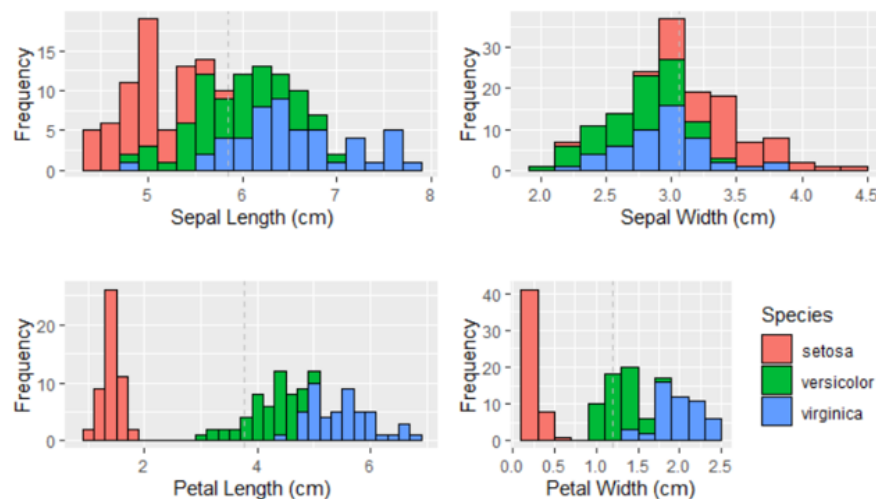 Frequency
15
10
5
0
5
6
7
8
Sepal Length (cm)
Frequency
30
20
10
0
2.0
2.5
3.0
3.5
4.0
4.5
Sepal Width (cm)
Frequency
20
10
0
2
4
6
Petal Length (cm)
Frequency
40
30
20
10
0
0.0
0.5
1.0
1.5
2.0
2.5
Petal Width (cm)
Species
setosa
versicolor
virginica